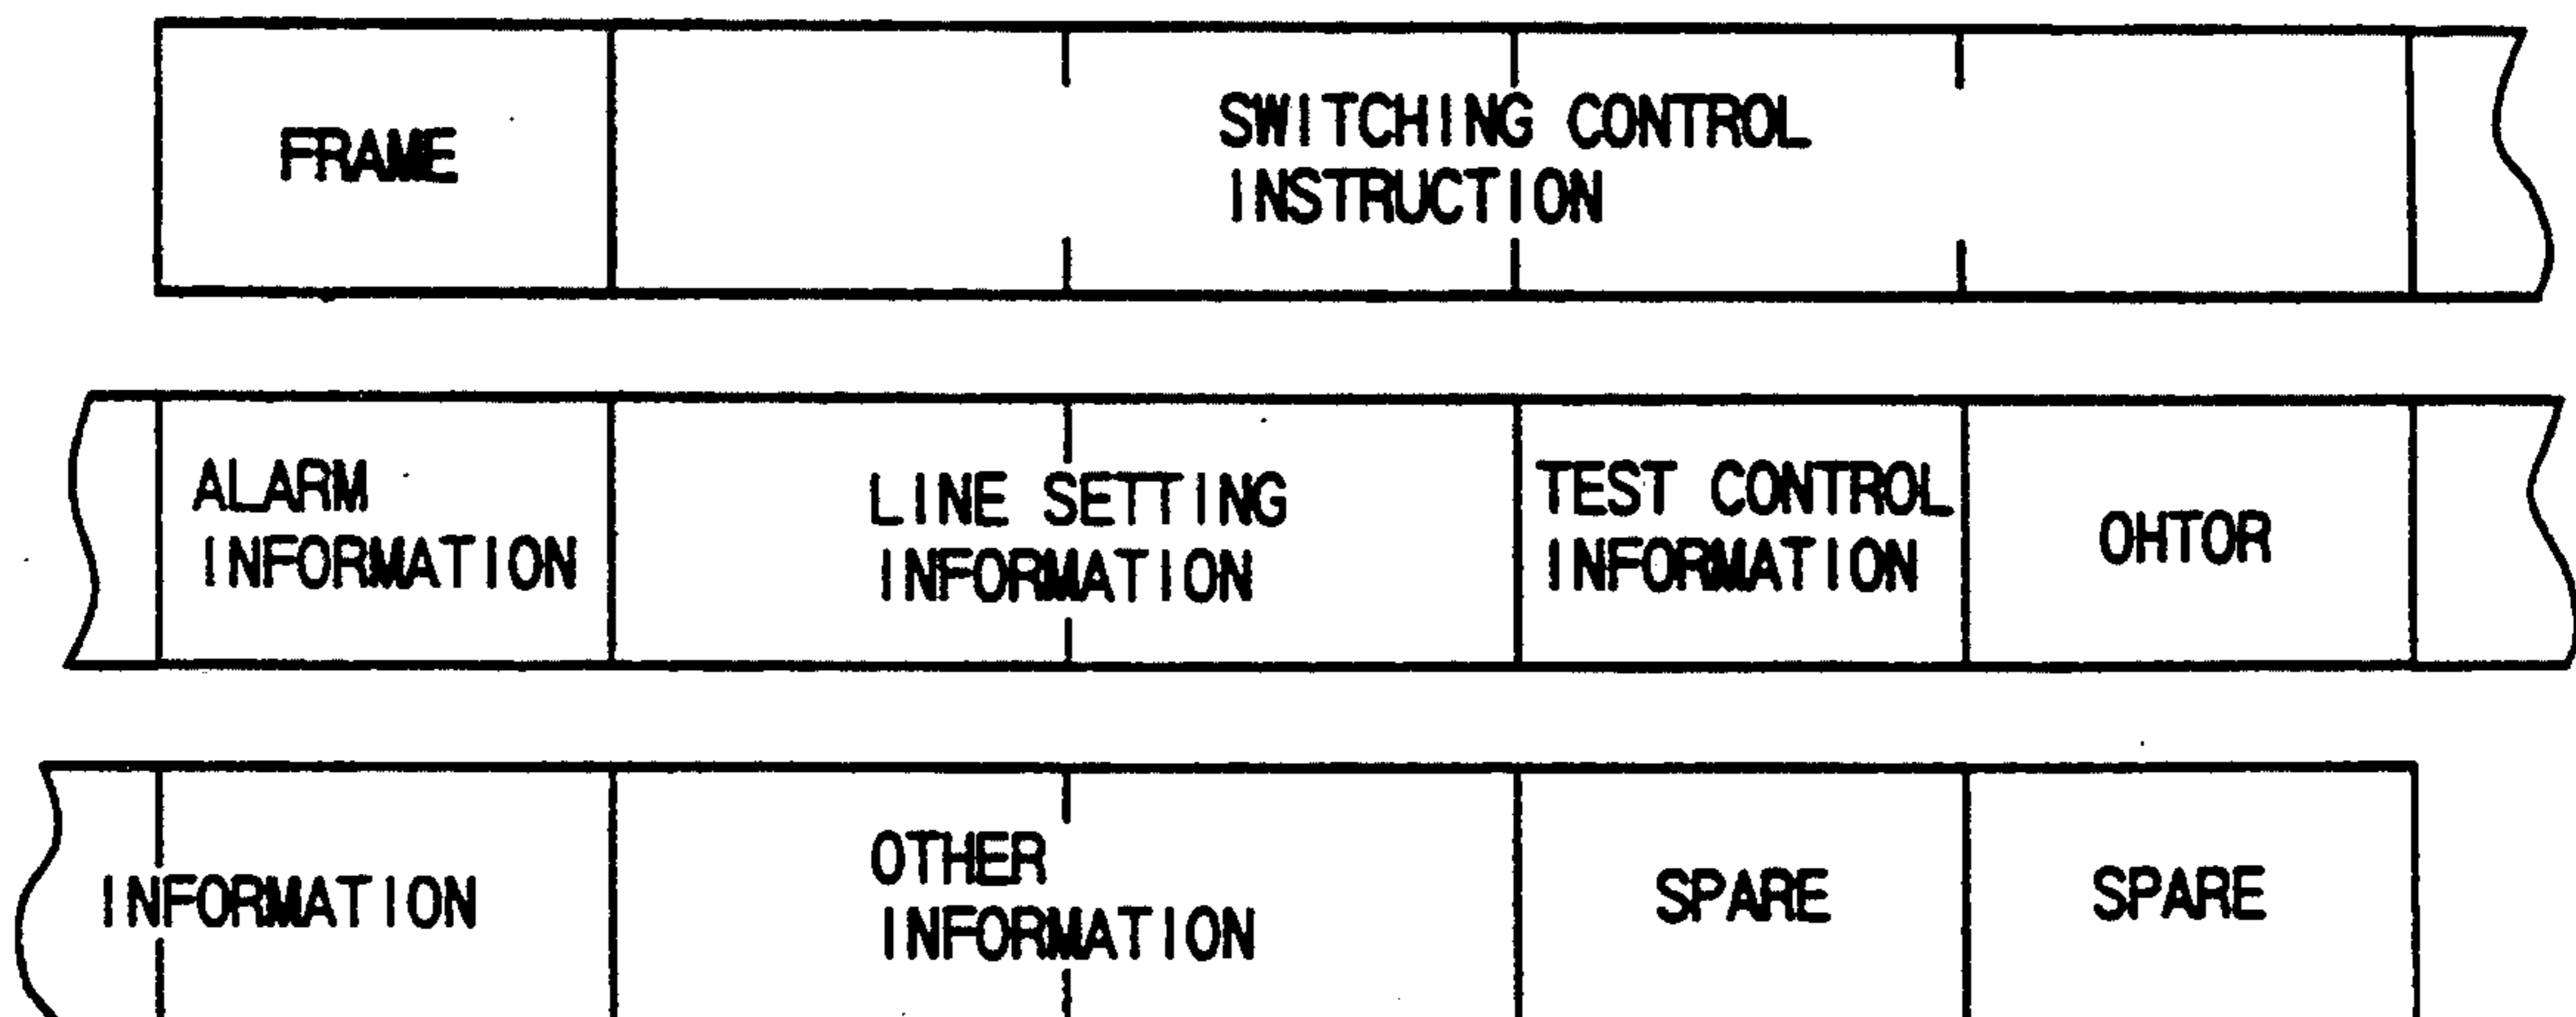 FRAME
SWITCHING CONTROL
INSTRUCTION
ALARM
INFORMATION
LINE SETTING
INFORMATION
TEST CONTROL
INFORMATION
OHTOR
INFORMATION
OTHER
INFORMATION
SPARE
SPARE